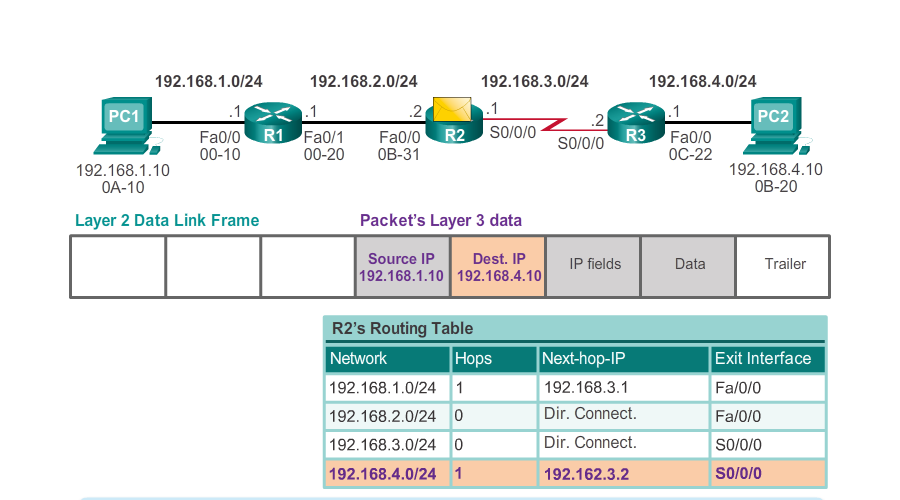 192.168.1.0/24 192.168.2.0/24 192.168.3.0/24 192.168.4.0/24
PC1 .1 R1 .1 .2 R2 .1 .2 R3 .1 PC2
Fa0/0 Fa0/1 Fa0/0 S0/0/0 S0/0/0 Fa0/0
00-10 00-20 0B-31 0C-22
192.168.1.10 192.168.4.10
0A-10 0B-20
Layer 2 Data Link Frame Packet's Layer 3 data
Source IP Dest. IP IP fields Data Trailer
192.168.1.10 192.168.4.10
R2's Routing Table
Network Hops Next-hop-IP Exit Interface
192.168.1.0/24 1 192.168.3.1 Fa/0/0
192.168.2.0/24 0 Dir. Connect. Fa/0/0
192.168.3.0/24 0 Dir. Connect. S0/0/0
192.168.4.0/24 1 192.162.3.2 S0/0/0